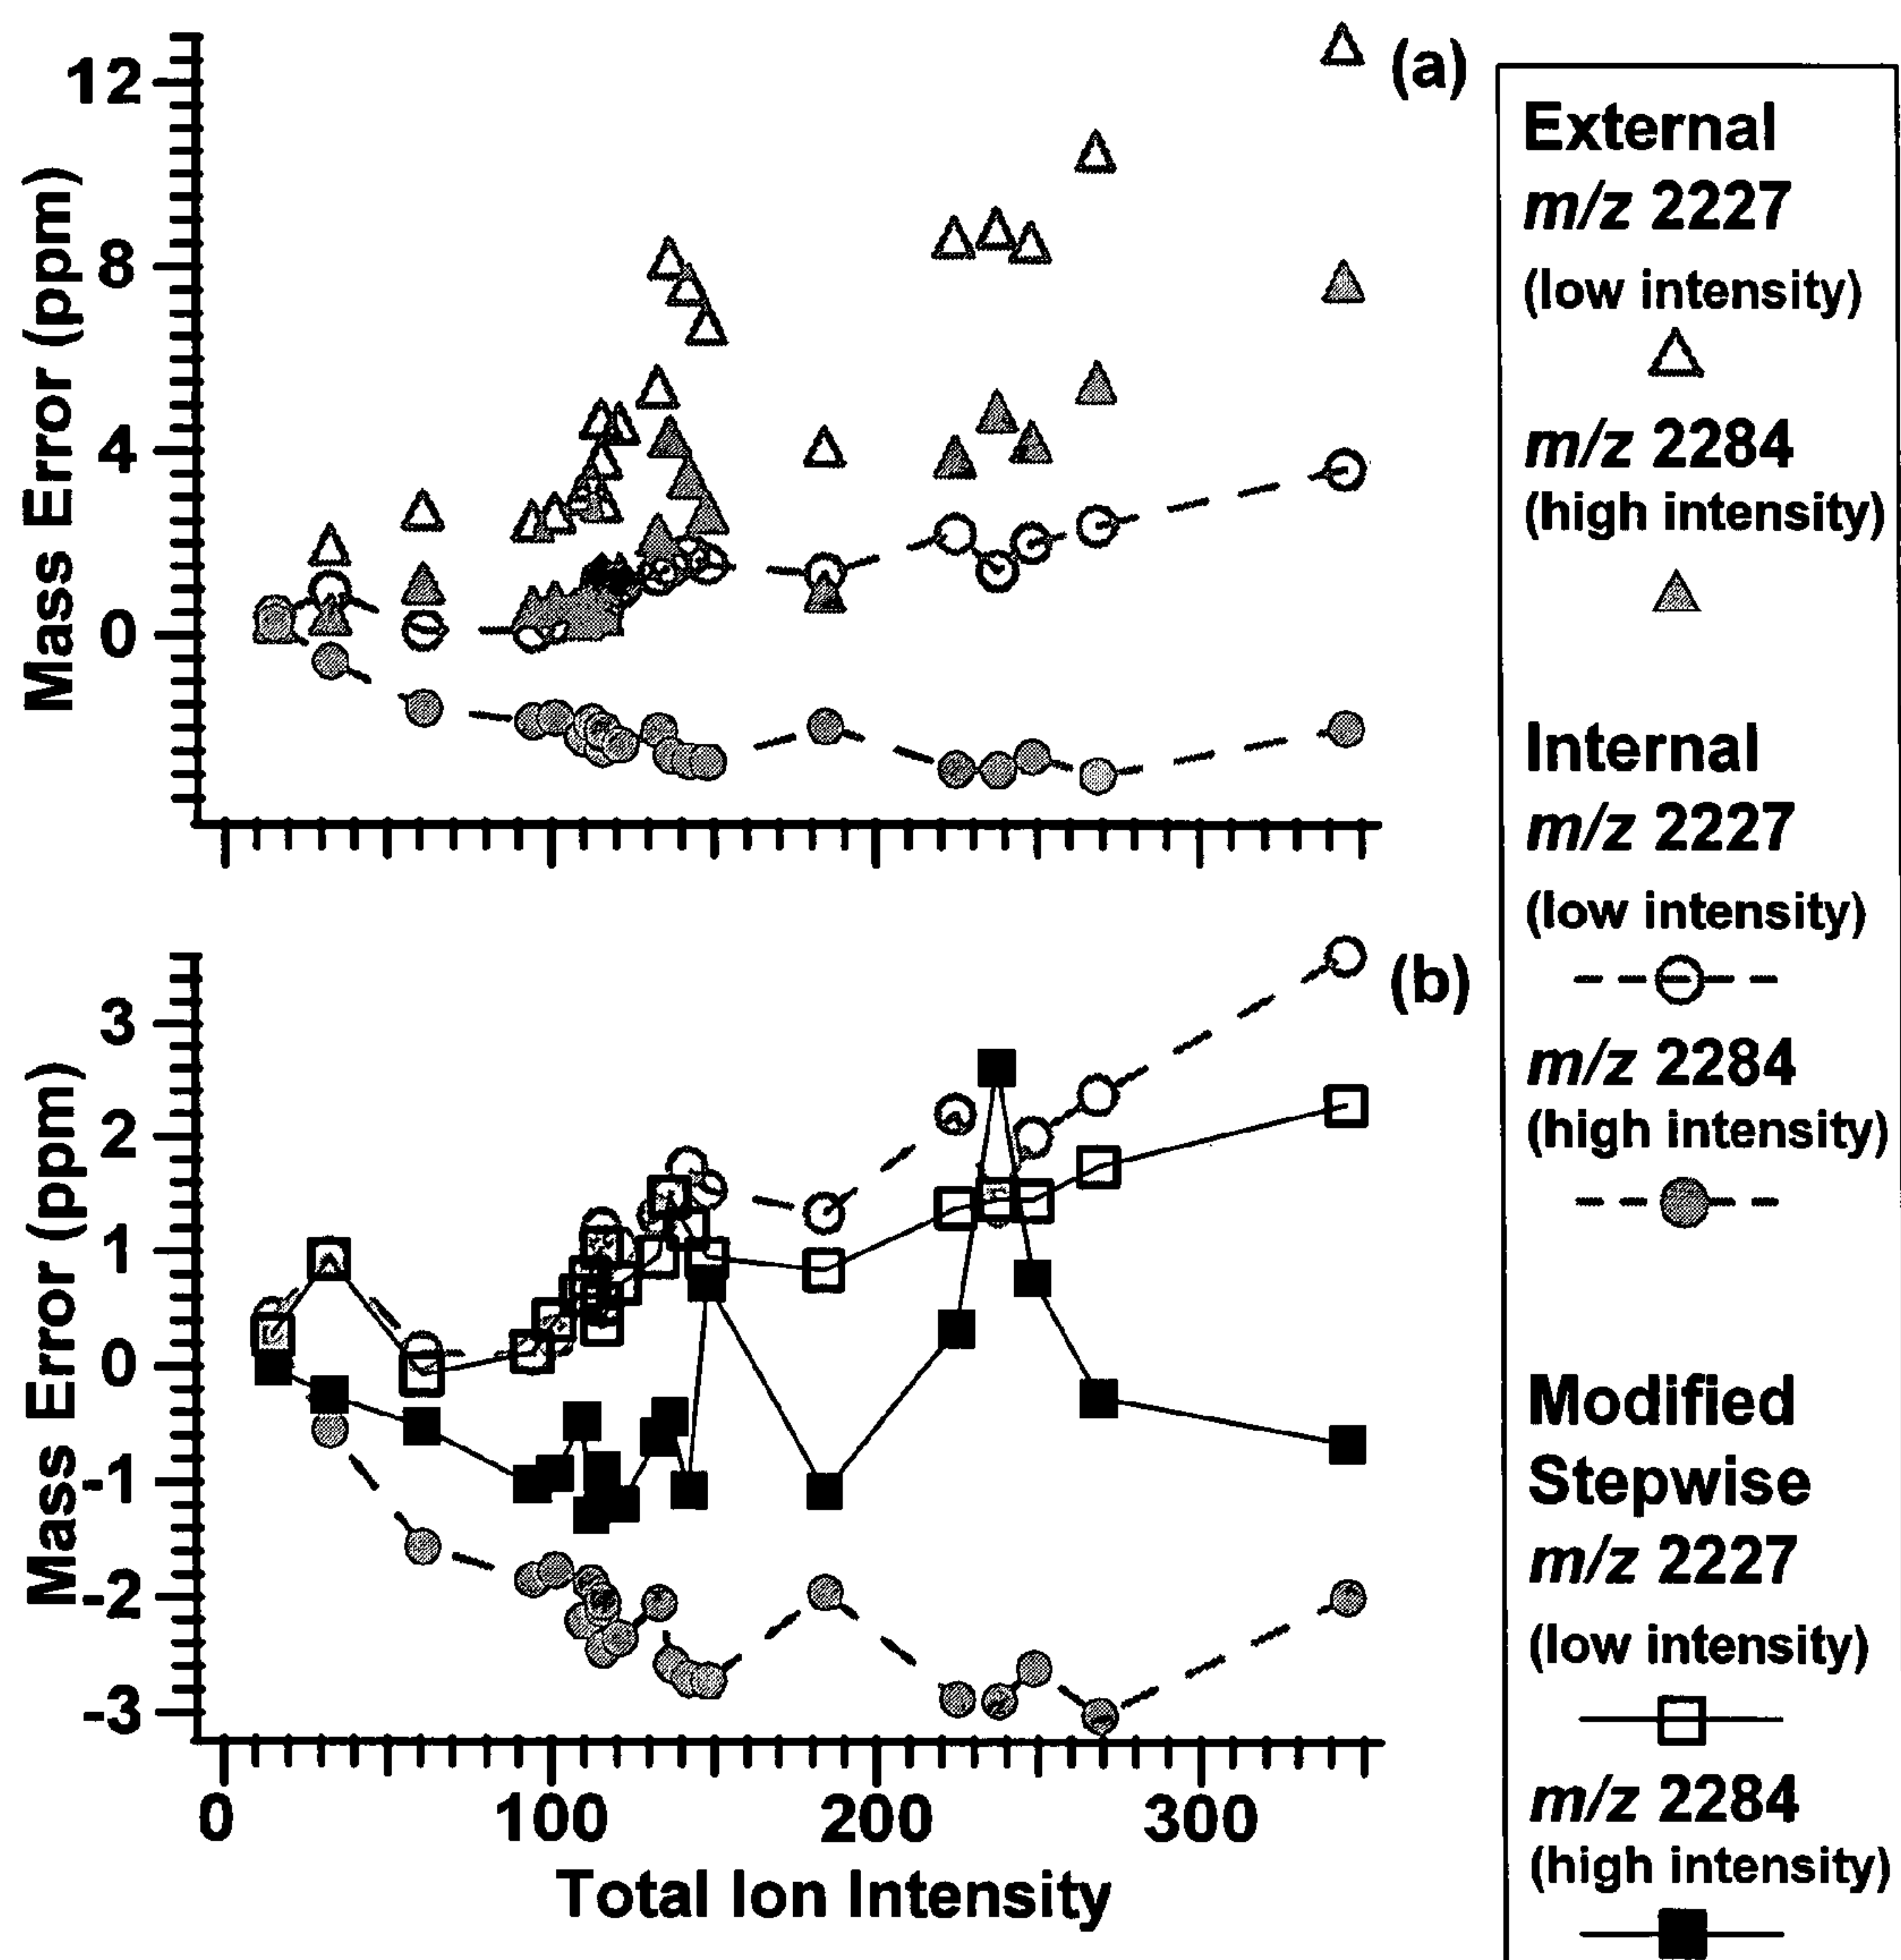 (a)
12
8
4
0
Mass Error (ppm)
(b)
3
2
1
0
-1
-2
-3
Mass Error (ppm)
0 100 200 300
Total Ion Intensity
External
m/z 2227
(low intensity)
m/z 2284
(high intensity)
Internal
m/z 2227
(low intensity)
m/z 2284
(high intensity)
Modified
Stepwise
m/z 2227
(low intensity)
m/z 2284
(high intensity)